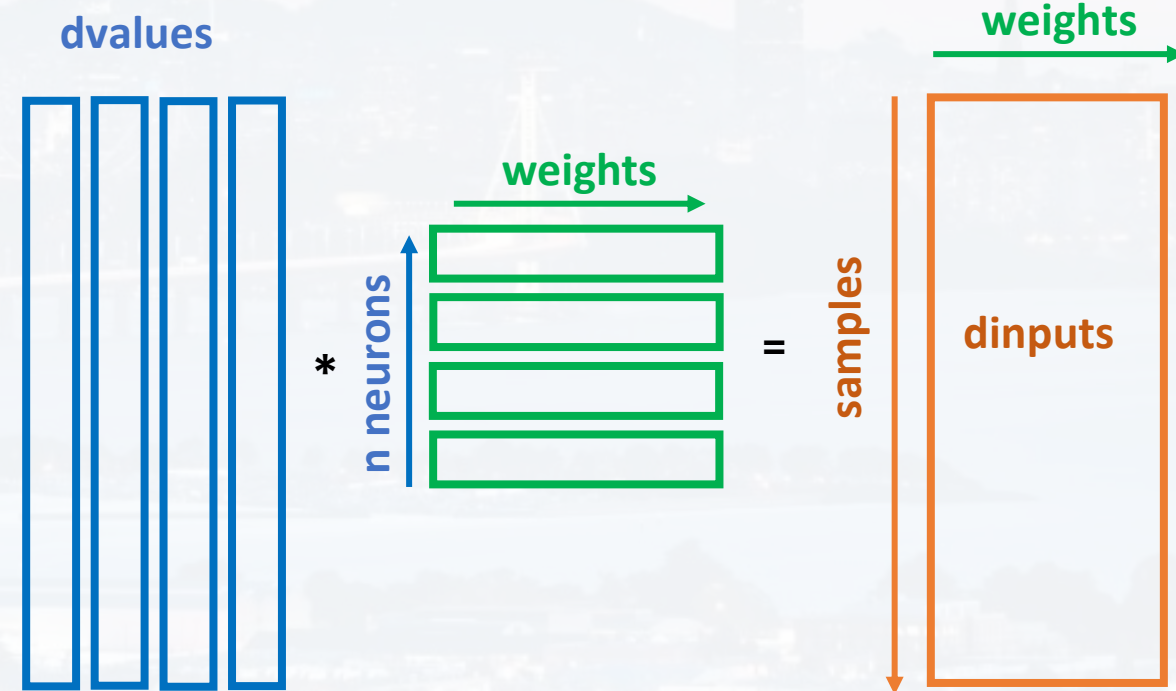 dvalues
*
n neurons
weights
=
samples
weights
dinputs